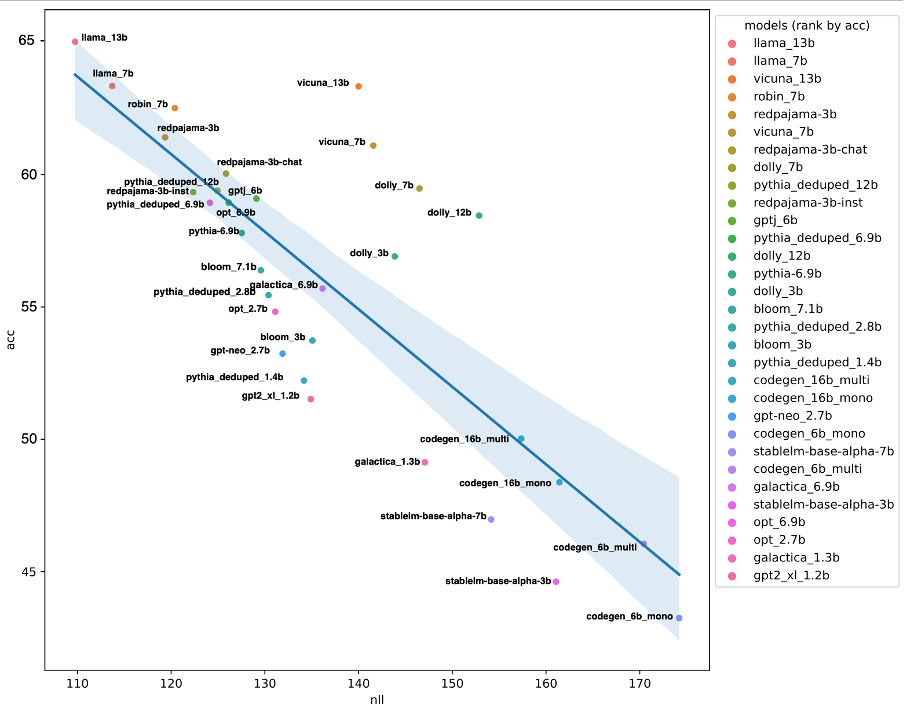 65
60
55
50
45
acc
110
120
130
140
150
160
170
nll
llama_13b
llama_7b
vicuna_13b
robin_7b
redpajama-3b
vicuna_7b
redpajama-3b-chat
pythia_deduped_12b
dolly_7b
redpajama-3b-inst
gptj_6b
pythia_deduped_6.9b
opt_6.9b
dolly_12b
pythia-6.9b
dolly_3b
bloom_7.1b
galactica_6.9b
pythia_deduped_2.8b
opt_2.7b
bloom_3b
gpt-neo_2.7b
pythia_deduped_1.4b
gpt2_xl_1.2b
codegen_16b_multi
galactica_1.3b
codegen_16b_mono
stablelm-base-alpha-7b
codegen_6b_multi
stablelm-base-alpha-3b
codegen_6b_mono
models (rank by acc)
llama_13b
llama_7b
vicuna_13b
robin_7b
redpajama-3b
vicuna_7b
redpajama-3b-chat
dolly_7b
pythia_deduped_12b
redpajama-3b-inst
gptj_6b
pythia_deduped_6.9b
dolly_12b
pythia-6.9b
dolly_3b
bloom_7.1b
pythia_deduped_2.8b
bloom_3b
pythia_deduped_1.4b
codegen_16b_multi
codegen_16b_mono
gpt-neo_2.7b
codegen_6b_mono
stablelm-base-alpha-7b
codegen_6b_multi
galactica_6.9b
stablelm-base-alpha-3b
opt_6.9b
opt_2.7b
galactica_1.3b
gpt2_xl_1.2b